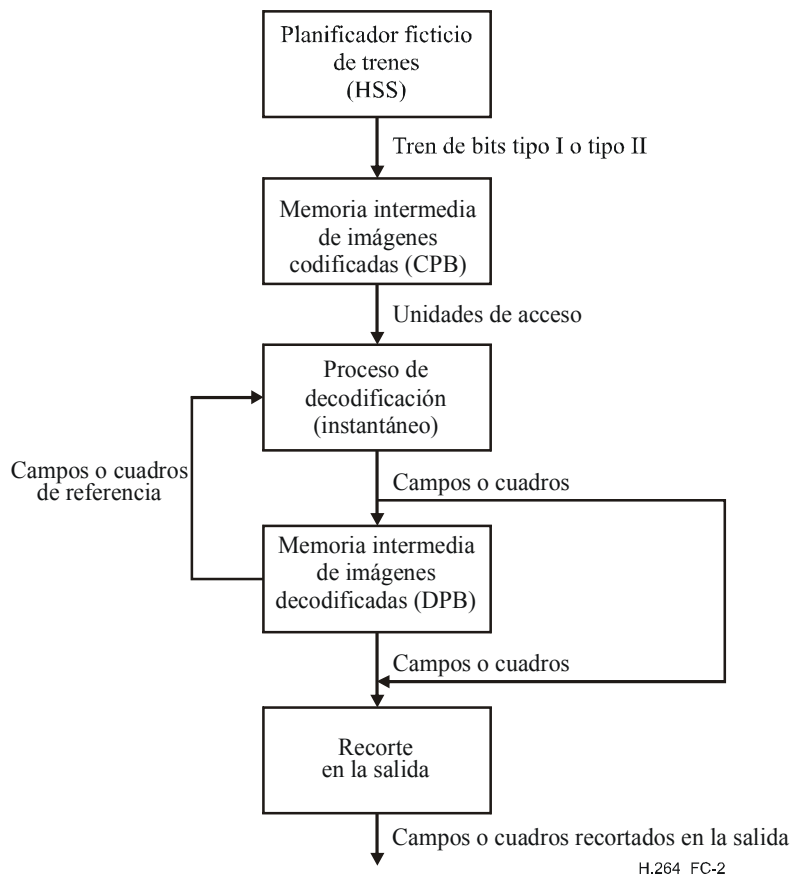 Planificador ficticio
de trenes
(HSS)
Tren de bits tipo I o tipo II
Memoria intermedia
de imágenes
codificadas (CPB)
Unidades de acceso
Proceso de
decodificación
(instantáneo)
Campos o cuadros
de referencia
Campos o cuadros
Memoria intermedia
de imágenes
decodificadas (DPB)
Campos o cuadros
Recorte
en la salida
Campos o cuadros recortados en la salida
H.264_FC-2